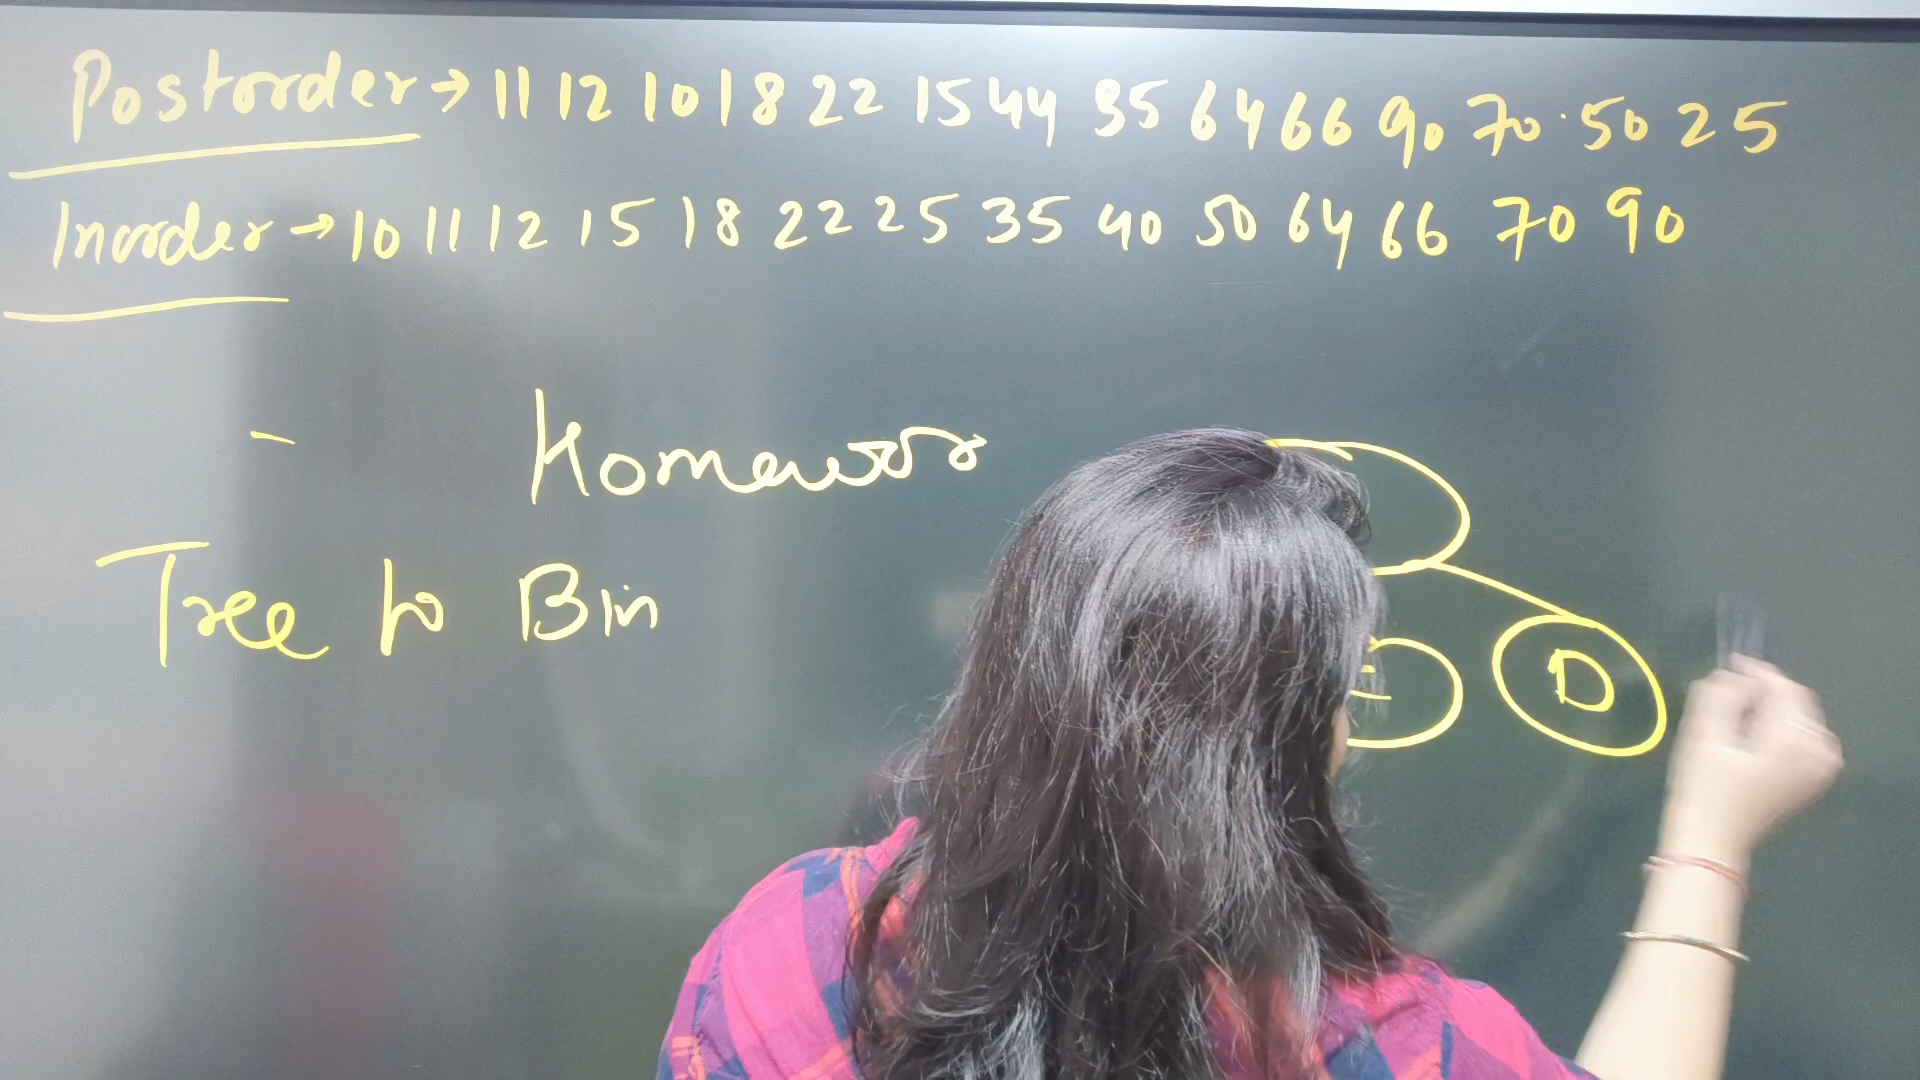 Postorder → 11 12 10 18 22 15 44 35 64 66 90 70 . 50 25
Inorder → 10 11 12 15 18 22 25 35 40 50 64 66 70 90
- Homewor
Tree to Bin
D